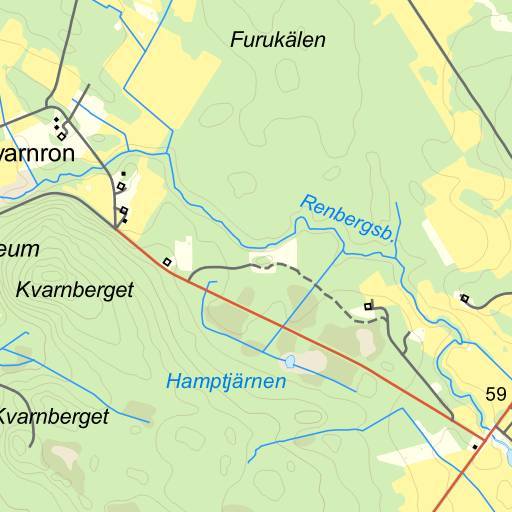 Furukälen
varnron
Renbergsb.
eum
Kvarnberget
Hamptjärnen
59
Kvarnberget